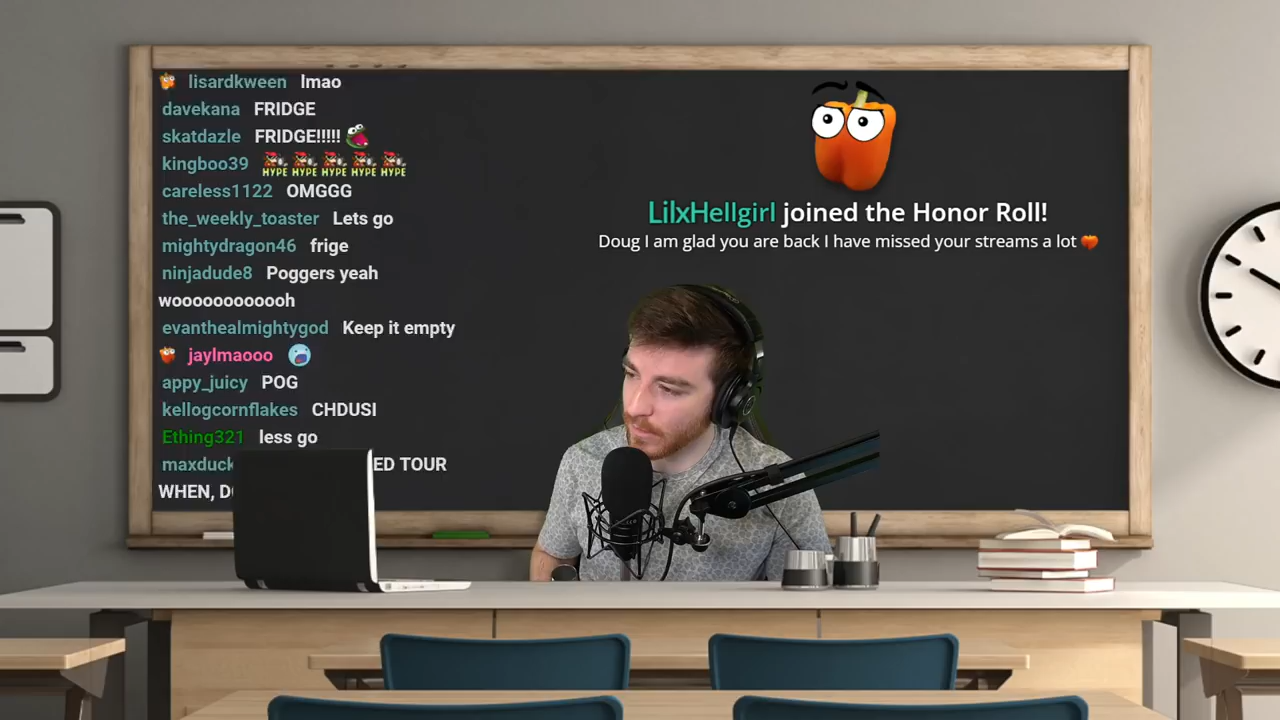 lisardkween lmao
davekana FRIDGE
skatdazle FRIDGE!!!!!
kingboo39 HYPE HYPE HYPE HYPE HYPE
careless1122 OMGGG
the_weekly_toaster Lets go
mightydragon46 frige
ninjadude8 Poggers yeah
woooooooooooh
evanthealmightygod Keep it empty
jaylmaooo
appy_juicy POG
kellogcornflakes CHDUSI
Ething321 less go
maxduck ED TOUR
WHEN, D
LilxHellgirl joined the Honor Roll!
Doug I am glad you are back I have missed your streams a lot